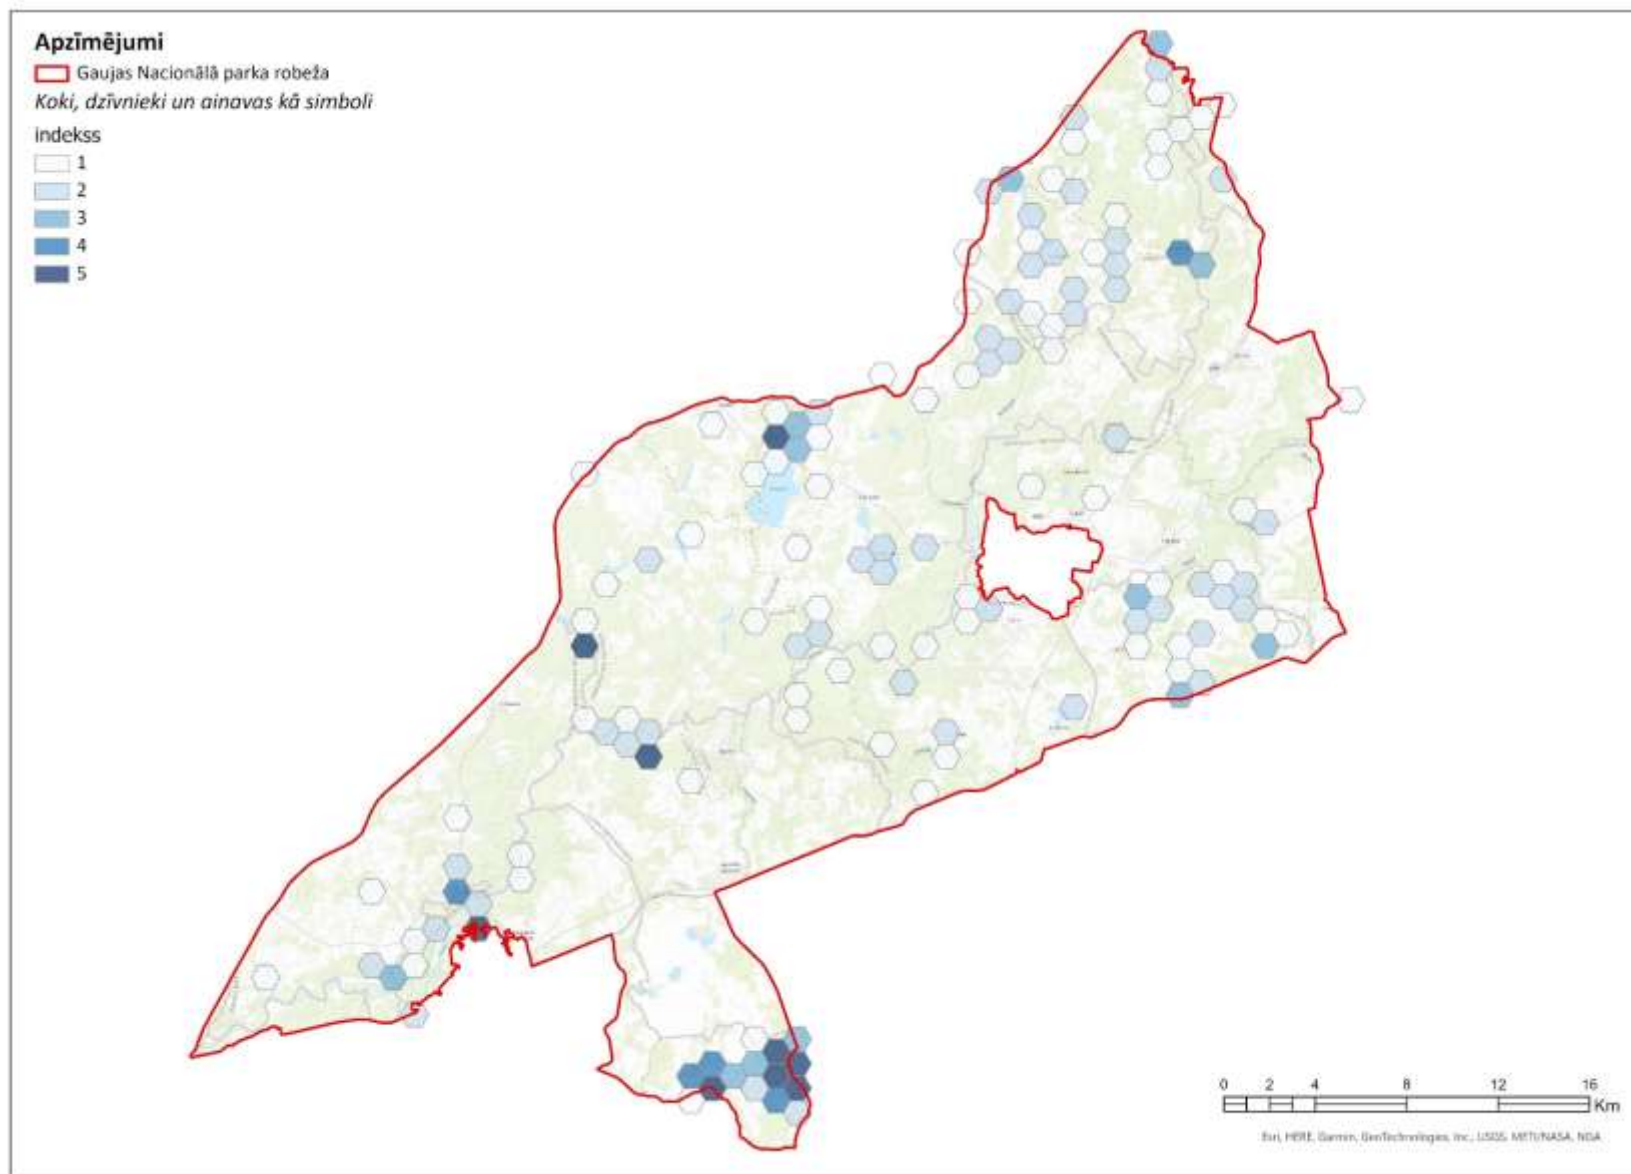 Apzīmējumi
Gaujas Nacionālā parka robeža
Koki, dzīvnieki un ainavas kā simboli
indekss
1
2
3
4
5
0 2 4 8 12 16
Km
Esri, HERE, Garmin, GeoTechnologies, Inc., USGS, METI/NASA, NGA